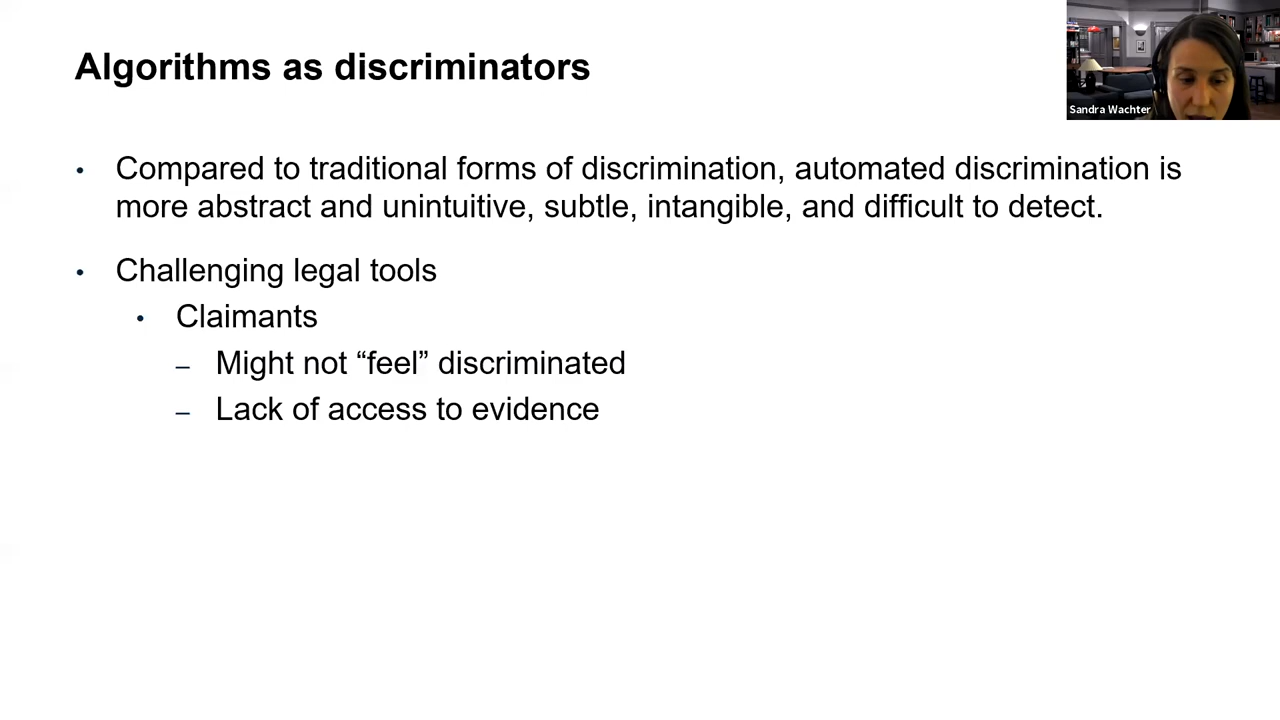 Algorithms as discriminators
Sandra Wachter
• Compared to traditional forms of discrimination, automated discrimination is
more abstract and unintuitive, subtle, intangible, and difficult to detect.
• Challenging legal tools
• Claimants
– Might not “feel” discriminated
– Lack of access to evidence